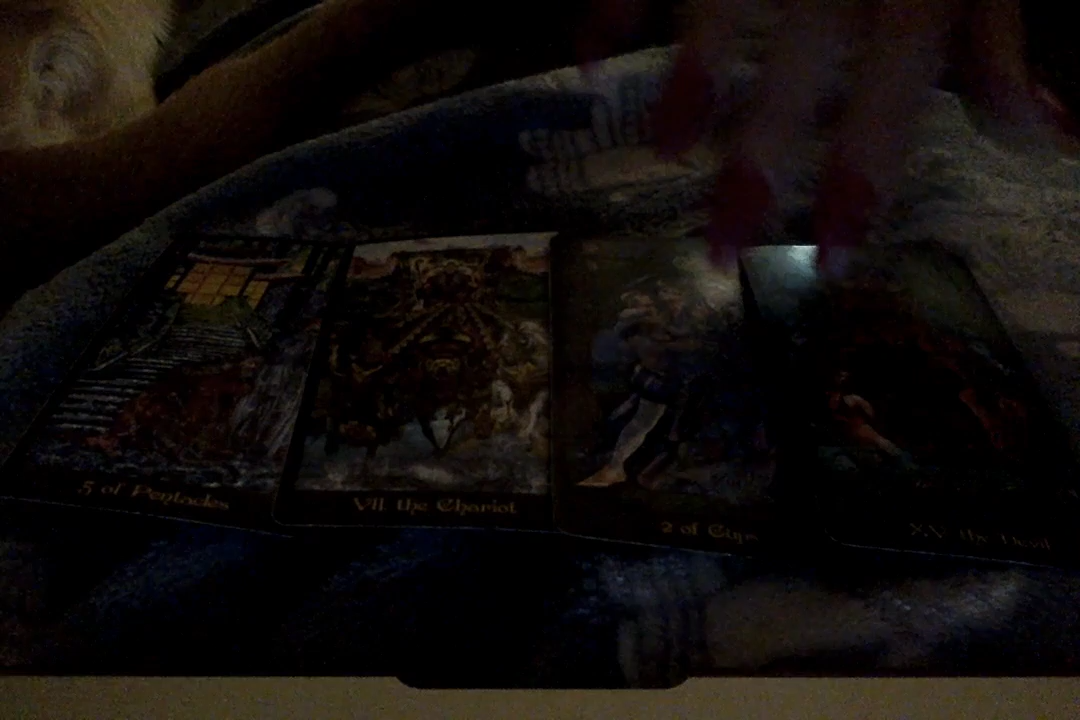 5 of Pentacles
VII the Chariot
2 of Cups
XV the Devil